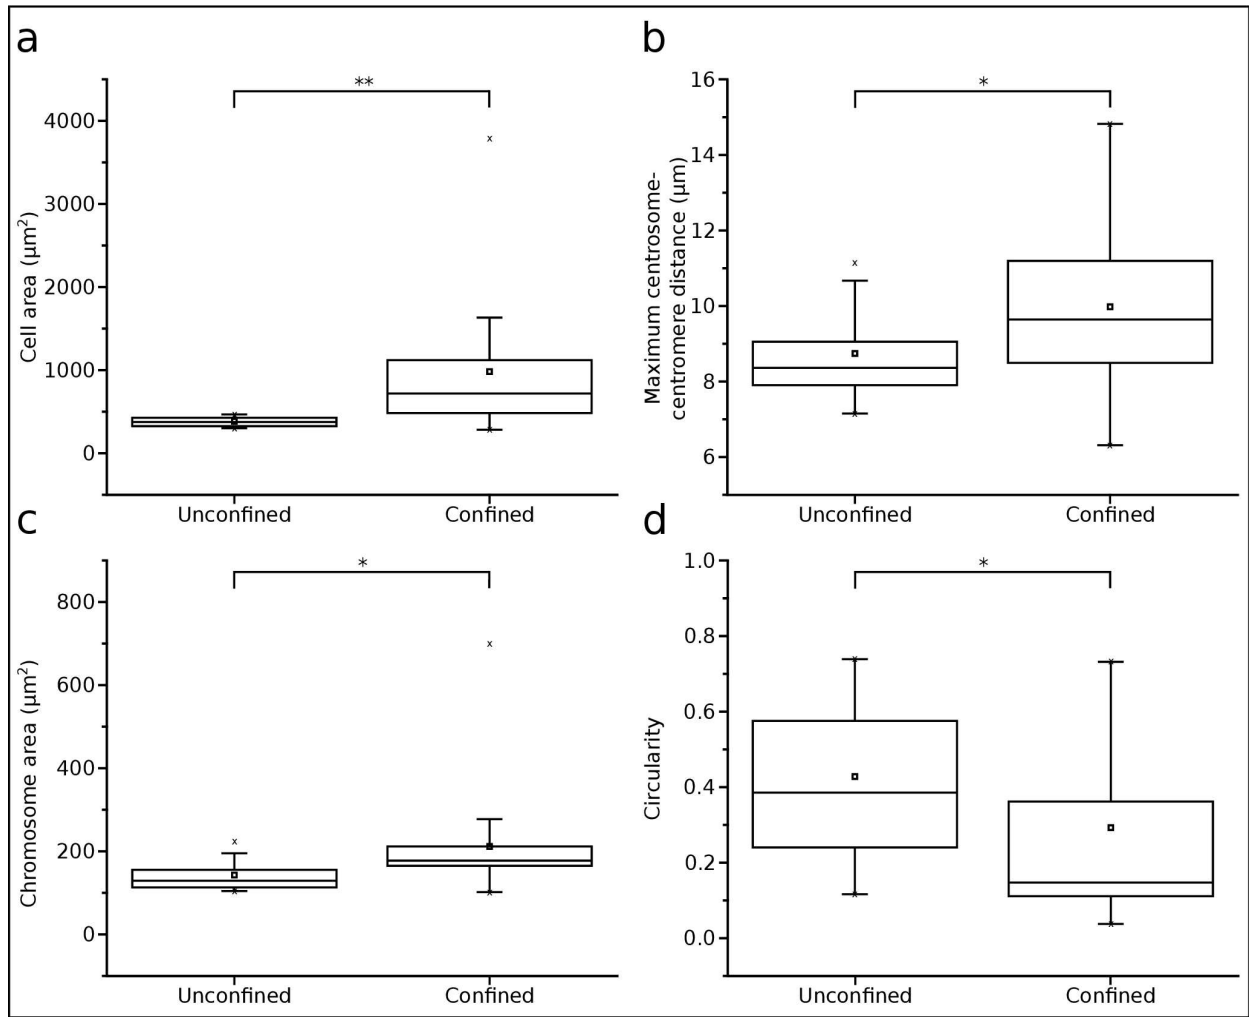 a
**
4000
3000
2000
1000
0
Cell area (µm²)
Unconfined
Confined
b
*
16
14
12
10
8
6
Maximum centrosome-
centromere distance (µm)
Unconfined
Confined
c
*
800
600
400
200
0
Chromosome area (µm²)
Unconfined
Confined
d
*
1.0
0.8
0.6
0.4
0.2
0.0
Circularity
Unconfined
Confined